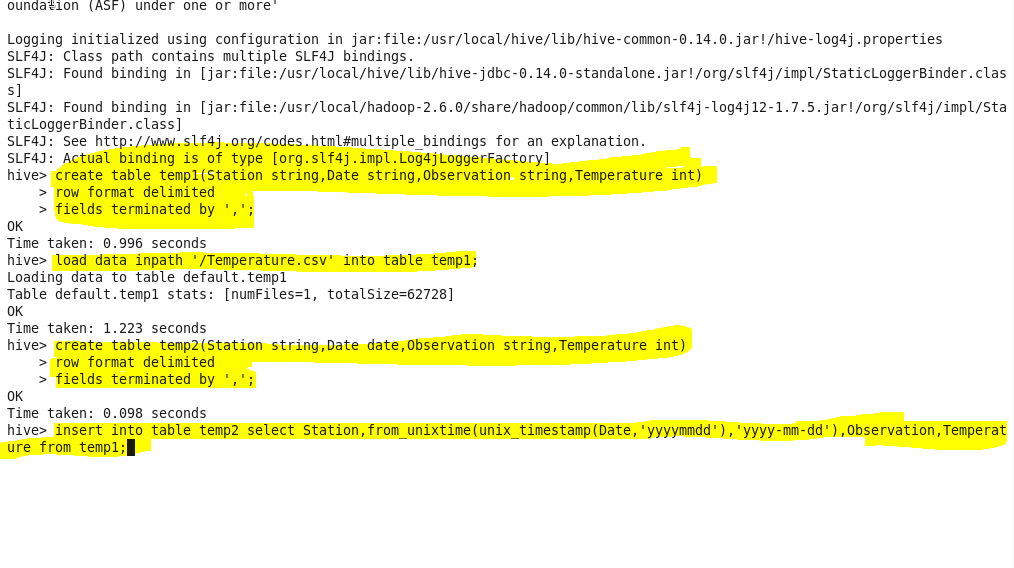 oundation (ASF) under one or more'
Logging initialized using configuration in jar:file:/usr/local/hive/lib/hive-common-0.14.0.jar!/hive-log4j.properties
SLF4J: Class path contains multiple SLF4J bindings.
SLF4J: Found binding in [jar:file:/usr/local/hive/lib/hive-jdbc-0.14.0-standalone.jar!/org/slf4j/impl/StaticLoggerBinder.clas
s]
SLF4J: Found binding in [jar:file:/usr/local/hadoop-2.6.0/share/hadoop/common/lib/slf4j-log4j12-1.7.5.jar!/org/slf4j/impl/Sta
ticLoggerBinder.class]
SLF4J: See http://www.slf4j.org/codes.html#multiple_bindings for an explanation.
SLF4J: Actual binding is of type [org.slf4j.impl.Log4jLoggerFactory]
hive> create table temp1(Station string,Date string,Observation string,Temperature int)
    > row format delimited
    > fields terminated by ',';
OK
Time taken: 0.996 seconds
hive> load data inpath '/Temperature.csv' into table temp1;
Loading data to table default.temp1
Table default.temp1 stats: [numFiles=1, totalSize=62728]
OK
Time taken: 1.223 seconds
hive> create table temp2(Station string,Date date,Observation string,Temperature int)
    > row format delimited
    > fields terminated by ',';
OK
Time taken: 0.098 seconds
hive> insert into table temp2 select Station,from_unixtime(unix_timestamp(Date,'yyyymmdd'),'yyyy-mm-dd'),Observation,Temperat
ure from temp1;